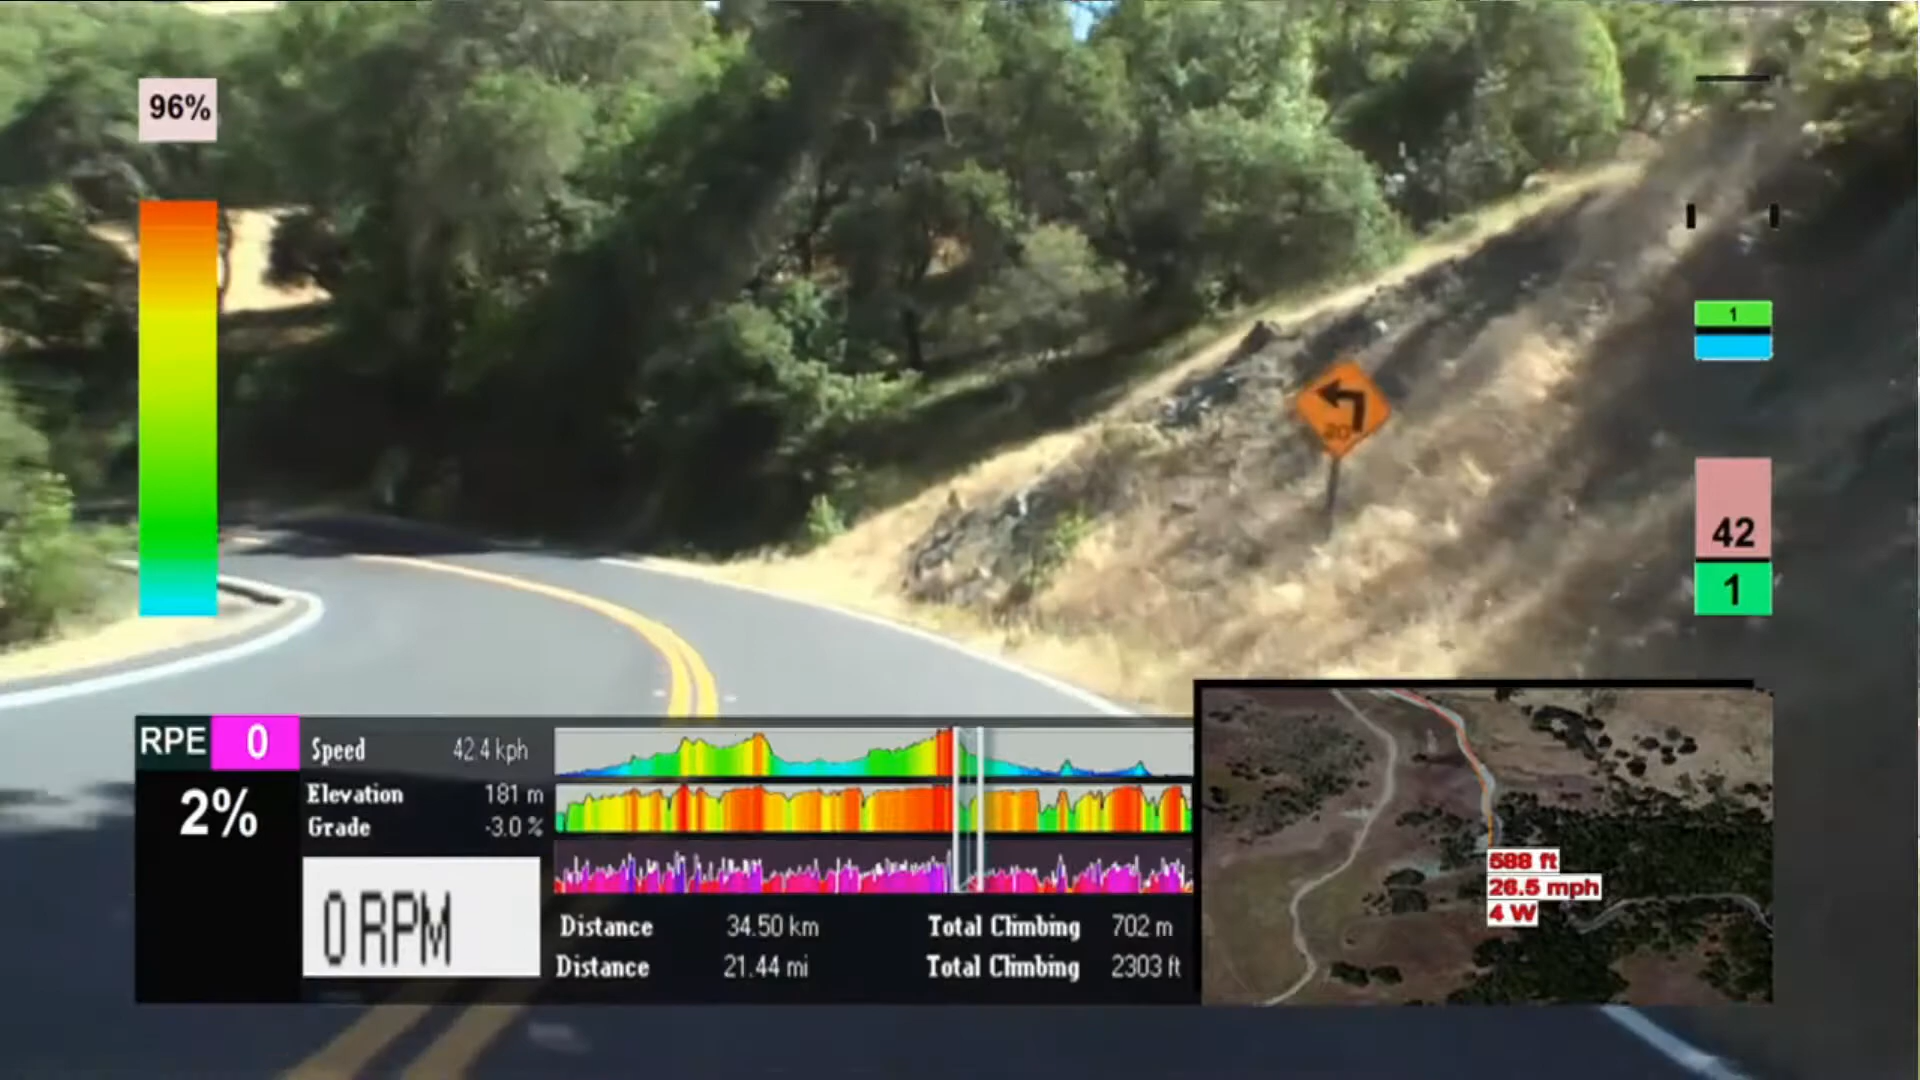 96%
1
20
42
1
RPE 0
2%
Speed 42.4 kph
Elevation 181 m
Grade -3.0 %
0 RPM
Distance 34.50 km
Total Climbing 702 m
Distance 21.44 mi
Total Climbing 2303 ft
588 ft
26.5 mph
4 W